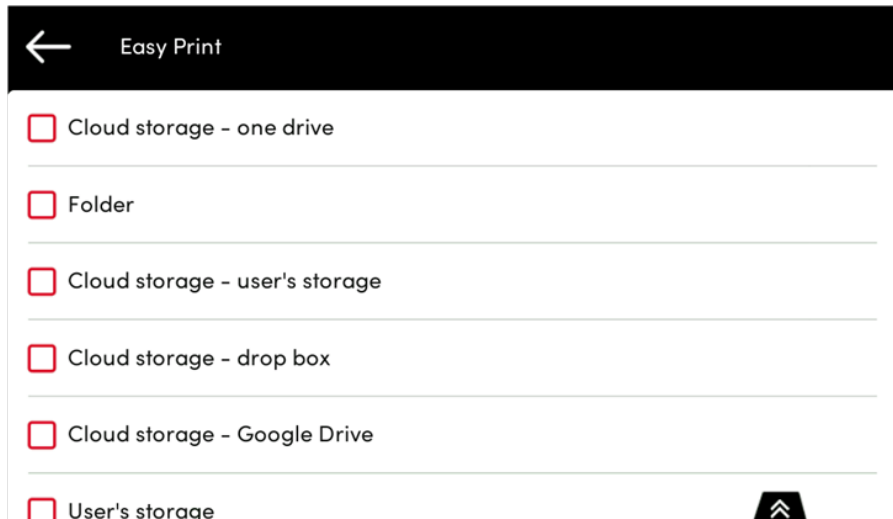 Easy Print
Cloud storage - one drive
Folder
Cloud storage - user's storage
Cloud storage - drop box
Cloud storage - Google Drive
User's storage